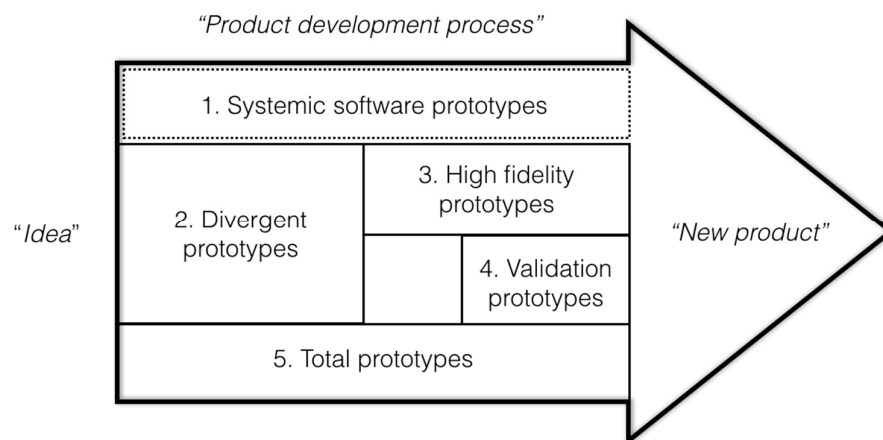 “Product development process”
1. Systemic software prototypes
3. High fidelity
prototypes
2. Divergent
prototypes
“Idea”
“New product”
4. Validation
prototypes
5. Total prototypes